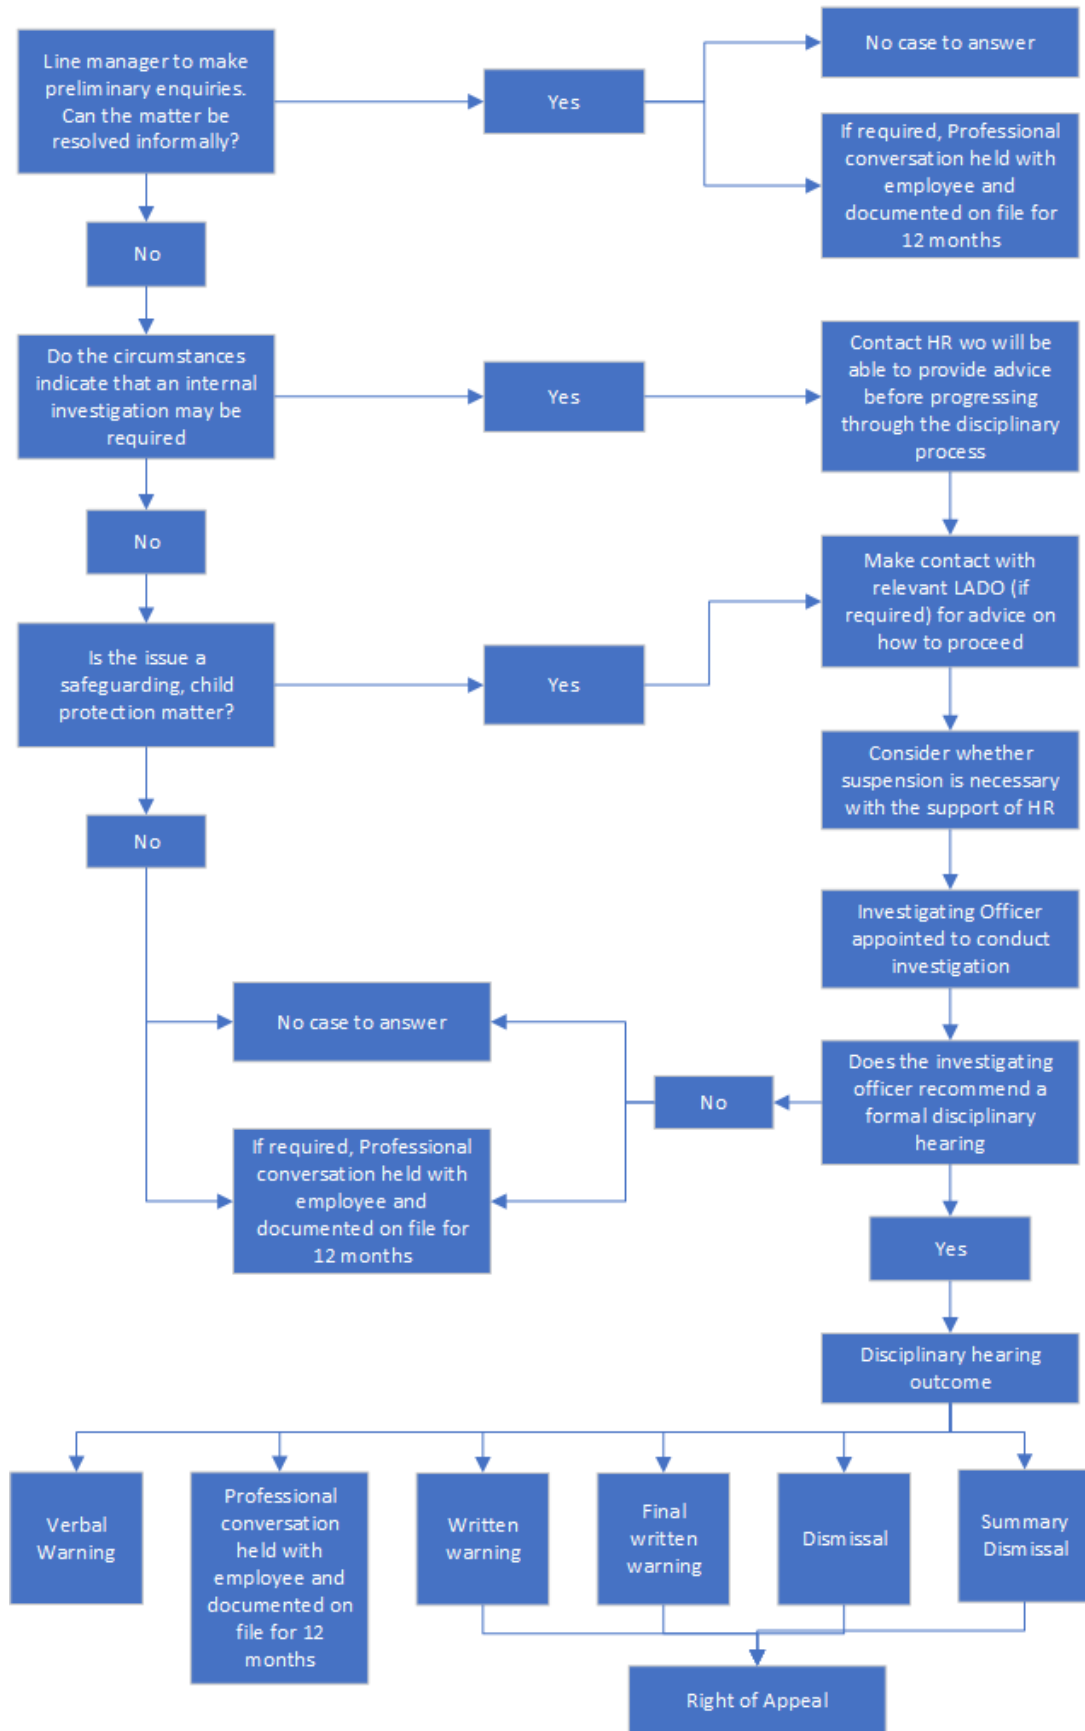 Line manager to make
preliminary enquiries.
Can the matter be
resolved informally?
Yes
No case to answer
If required, Professional
conversation held with
employee and
documented on file for
12 months
No
Do the circumstances
indicate that an internal
investigation may be
required
Yes
Contact HR wo will be
able to provide advice
before progressing
through the disciplinary
process
No
Make contact with
relevant LADO (if
required) for advice on
how to proceed
Is the issue a
safeguarding, child
protection matter?
Yes
Consider whether
suspension is necessary
with the support of HR
No
Investigating Officer
appointed to conduct
investigation
No case to answer
Does the investigating
officer recommend a
formal disciplinary
hearing
No
If required, Professional
conversation held with
employee and
documented on file for
12 months
Yes
Disciplinary hearing
outcome
Verbal
Warning
Professional
conversation
held with
employee and
documented on
file for 12
months
Written
warning
Final
written
warning
Dismissal
Summary
Dismissal
Right of Appeal